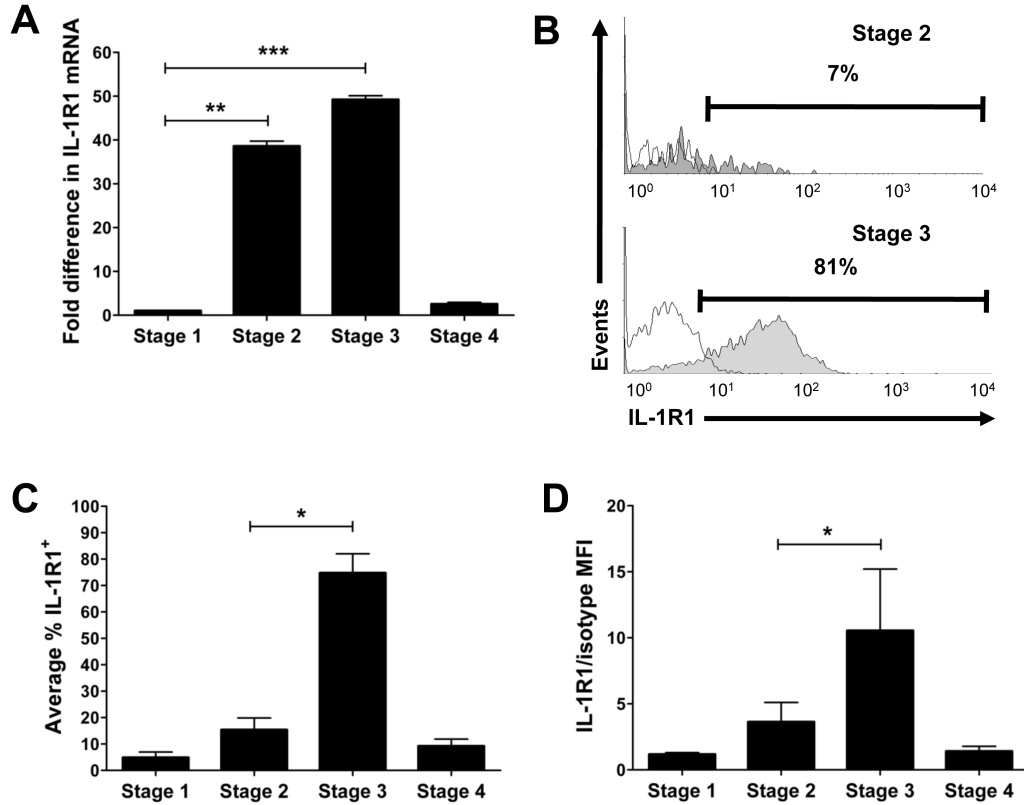 A
Fold difference in IL-1R1 mRNA
60
50
40
30
20
10
0
***
**
Stage 1 Stage 2 Stage 3 Stage 4
B
Events
Stage 2
7%
10⁰ 10¹ 10² 10³ 10⁴
Stage 3
81%
10⁰ 10¹ 10² 10³ 10⁴
IL-1R1
C
Average % IL-1R1⁺
100
90
80
70
60
50
40
30
20
10
0
*
Stage 1 Stage 2 Stage 3 Stage 4
D
IL-1R1/isotype MFI
20
15
10
5
0
*
Stage 1 Stage 2 Stage 3 Stage 4